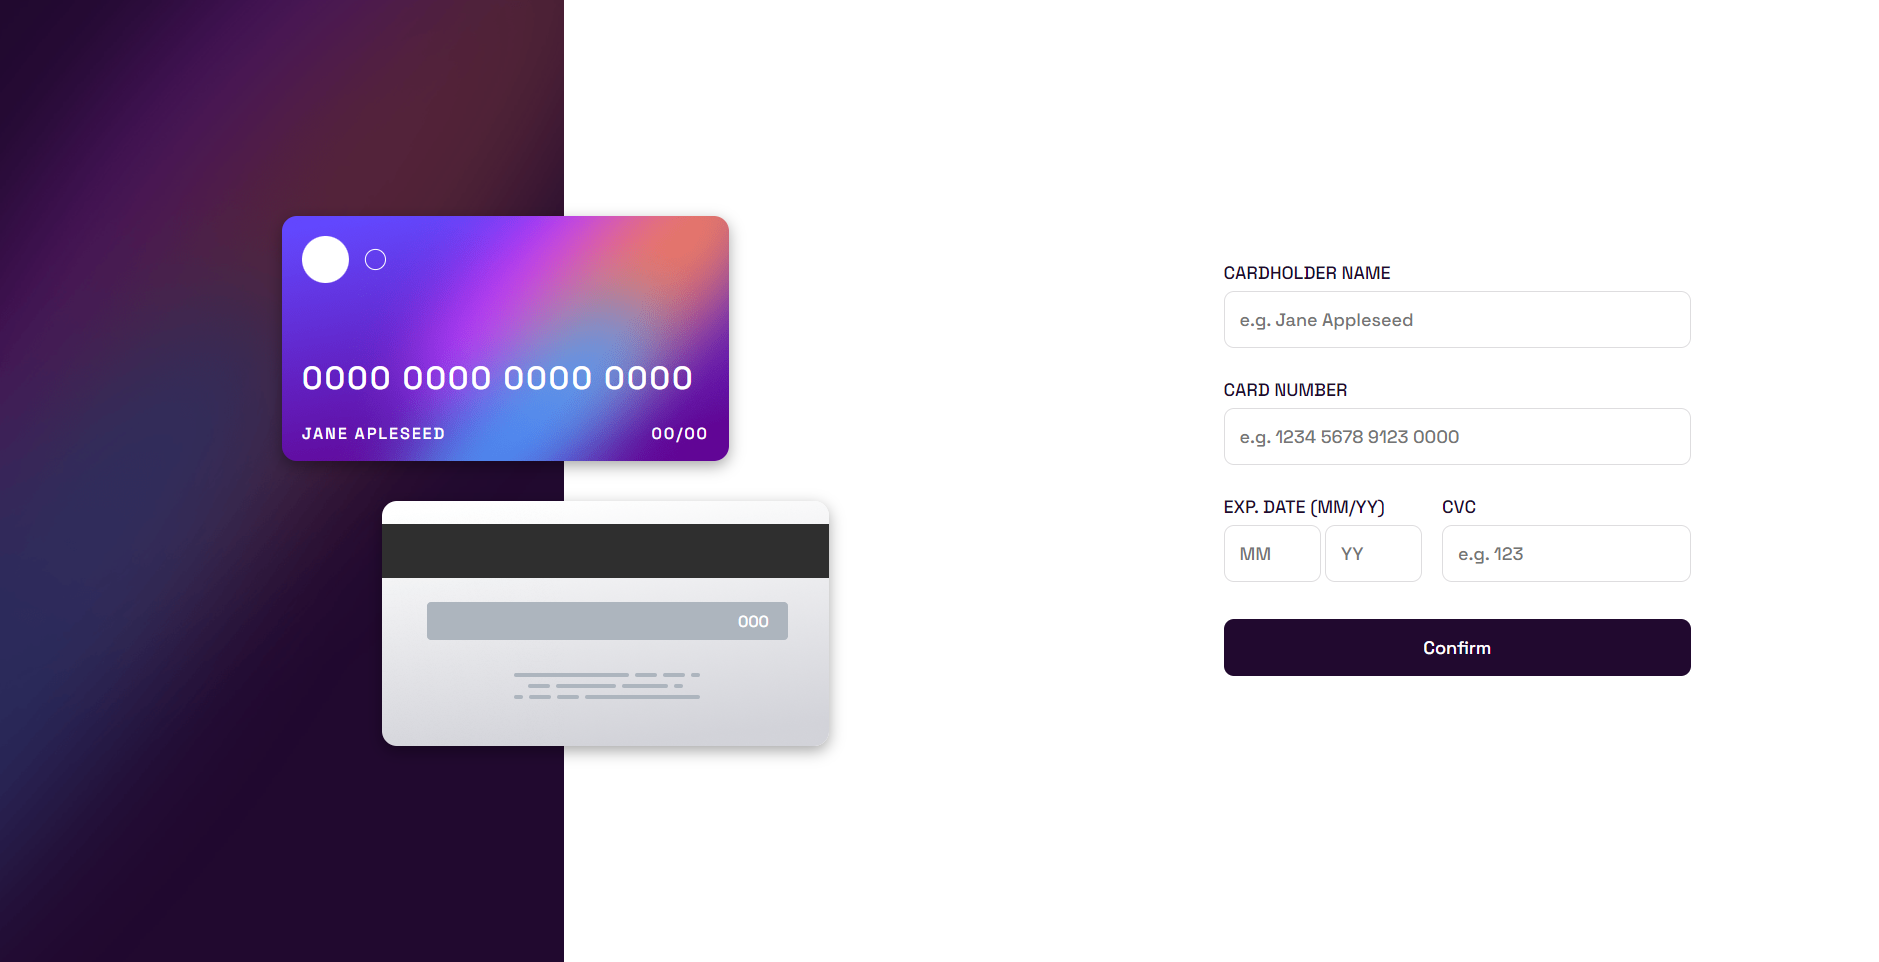 0000 0000 0000 0000
JANE APLESEED 00/00
000
CARDHOLDER NAME
e.g. Jane Appleseed
CARD NUMBER
e.g. 1234 5678 9123 0000
EXP. DATE (MM/YY) CVC
MM YY e.g. 123
Confirm